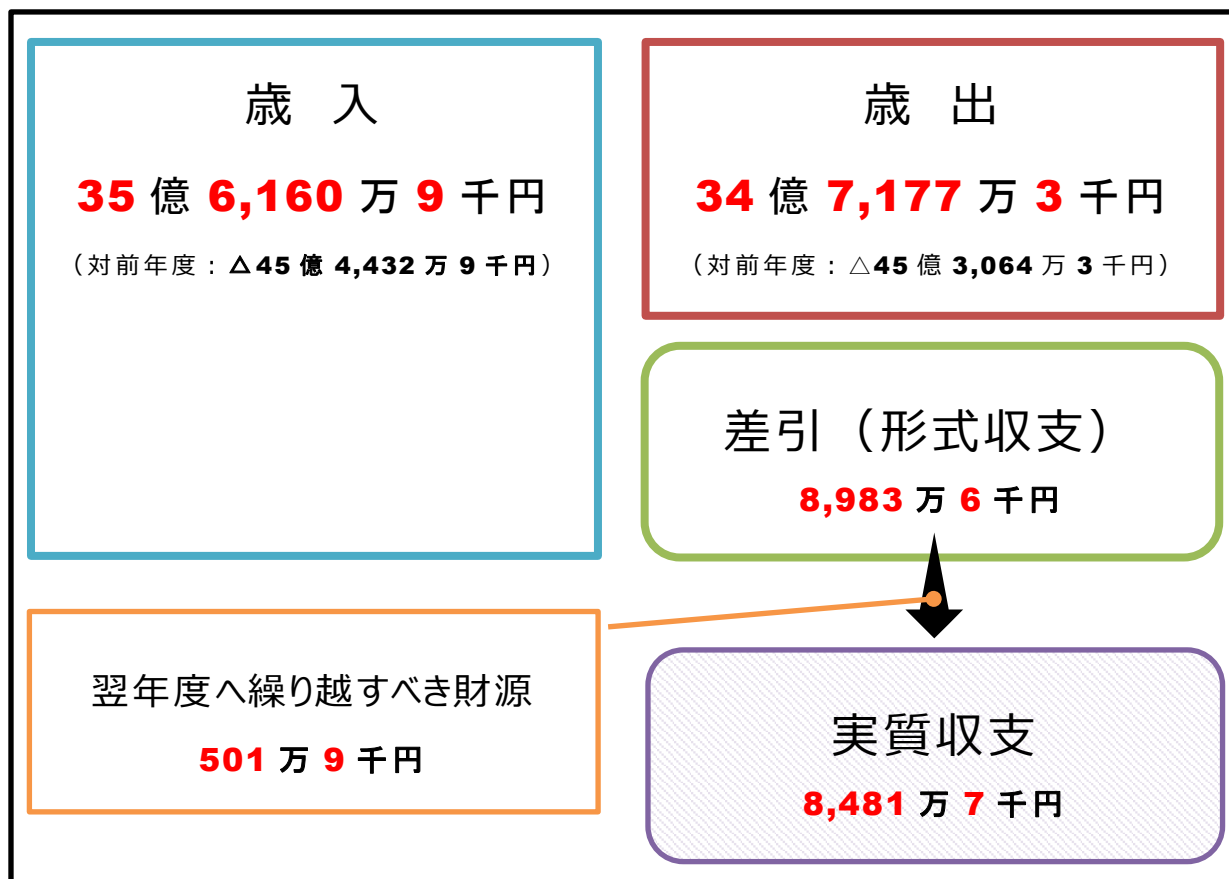 歳 入
35 億 6,160 万 9 千円
（対前年度：△45 億 4,432 万 9 千円）
歳 出
34 億 7,177 万 3 千円
（対前年度：△45 億 3,064 万 3 千円）
差引（形式収支）
8,983 万 6 千円
翌年度へ繰り越すべき財源
501 万 9 千円
実質収支
8,481 万 7 千円